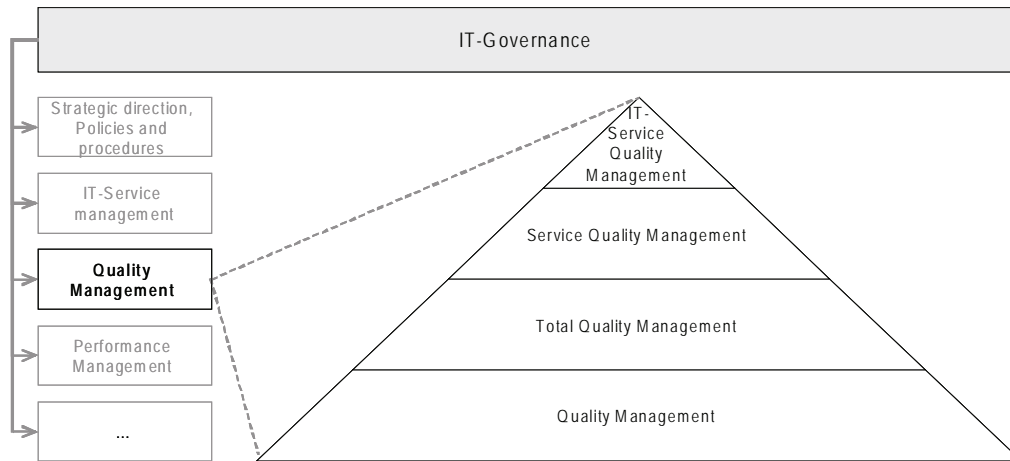 IT-Governance
Strategic direction,
Policies and
procedures
IT-Service
management
Quality
Management
Performance
Management
...
IT-
Service
Quality
Management
Service Quality Management
Total Quality Management
Quality Management